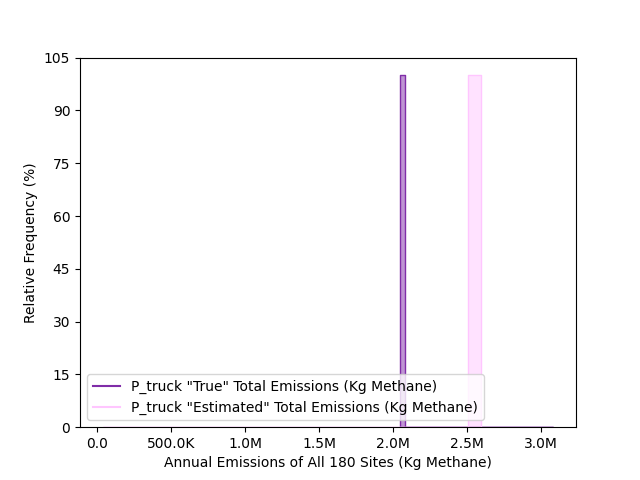 105
90
75
60
45
30
15
0
Relative Frequency (%)
P_truck "True" Total Emissions (Kg Methane)
P_truck "Estimated" Total Emissions (Kg Methane)
0.0 500.0K 1.0M 1.5M 2.0M 2.5M 3.0M
Annual Emissions of All 180 Sites (Kg Methane)